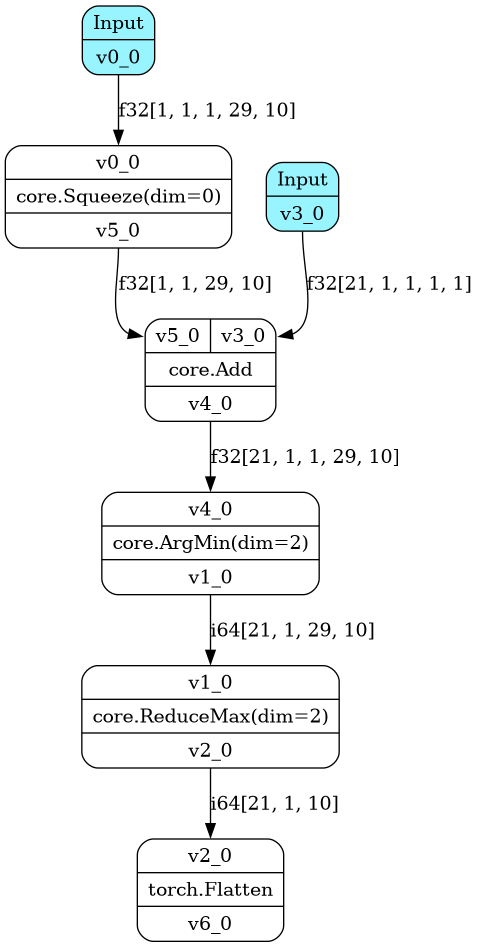 Input
v0_0
f32[1, 1, 1, 29, 10]
v0_0
core.Squeeze(dim=0)
v5_0
Input
v3_0
f32[1, 1, 29, 10]
f32[21, 1, 1, 1, 1]
v5_0 v3_0
core.Add
v4_0
f32[21, 1, 1, 29, 10]
v4_0
core.ArgMin(dim=2)
v1_0
i64[21, 1, 29, 10]
v1_0
core.ReduceMax(dim=2)
v2_0
i64[21, 1, 10]
v2_0
torch.Flatten
v6_0